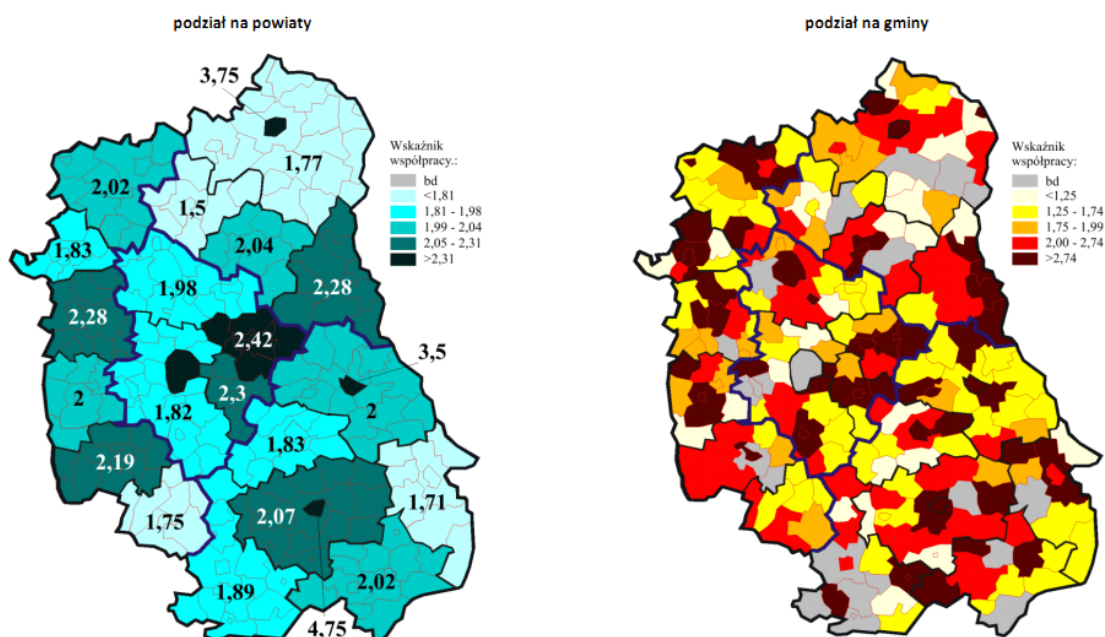 podział na powiaty
podział na gminy
3,75
Wskaźnik
współpracy.:
bd
<1,81
1,81 - 1,98
1,99 - 2,04
2,05 - 2,31
>2,31
Wskaźnik
współpracy:
bd
<1,25
1,25 - 1,74
1,75 - 1,99
2,00 - 2,74
>2,74
1,77
2,02
1,5
1,83
2,04
1,98
2,28
2,28
2,42
3,5
2,3
2
2
1,82
1,83
2,19
1,71
1,75
2,07
2,02
1,89
4,75